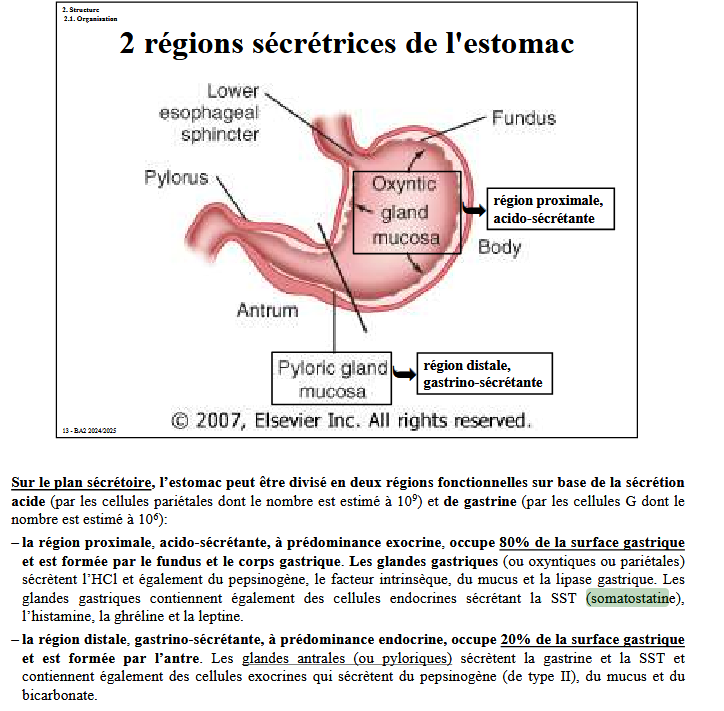 2. Structure
2.1. Organisation
2 régions sécrétrices de l'estomac
Lower
esophageal
sphincter
Fundus
Pylorus
Oxyntic
gland
mucosa
région proximale,
acido-sécrétante
Body
Antrum
Pyloric gland
mucosa
région distale,
gastrino-sécrétante
© 2007, Elsevier Inc. All rights reserved.
13 - BA2 2024/2025
Sur le plan sécrétoire, l'estomac peut être divisé en deux régions fonctionnelles sur base de la sécrétion
acide (par les cellules pariétales dont le nombre est estimé à 10⁹) et de gastrine (par les cellules G dont le
nombre est estimé à 10⁶):
– la région proximale, acido-sécrétante, à prédominance exocrine, occupe 80% de la surface gastrique
et est formée par le fundus et le corps gastrique. Les glandes gastriques (ou oxyntiques ou pariétales)
sécrètent l'HCl et également du pepsinogène, le facteur intrinsèque, du mucus et la lipase gastrique. Les
glandes gastriques contiennent également des cellules endocrines sécrétant la SST (somatostatine),
l'histamine, la ghréline et la leptine.
– la région distale, gastrino-sécrétante, à prédominance endocrine, occupe 20% de la surface gastrique
et est formée par l'antre. Les glandes antrales (ou pyloriques) sécrètent la gastrine et la SST et
contiennent également des cellules exocrines qui sécrètent du pepsinogène (de type II), du mucus et du
bicarbonate.